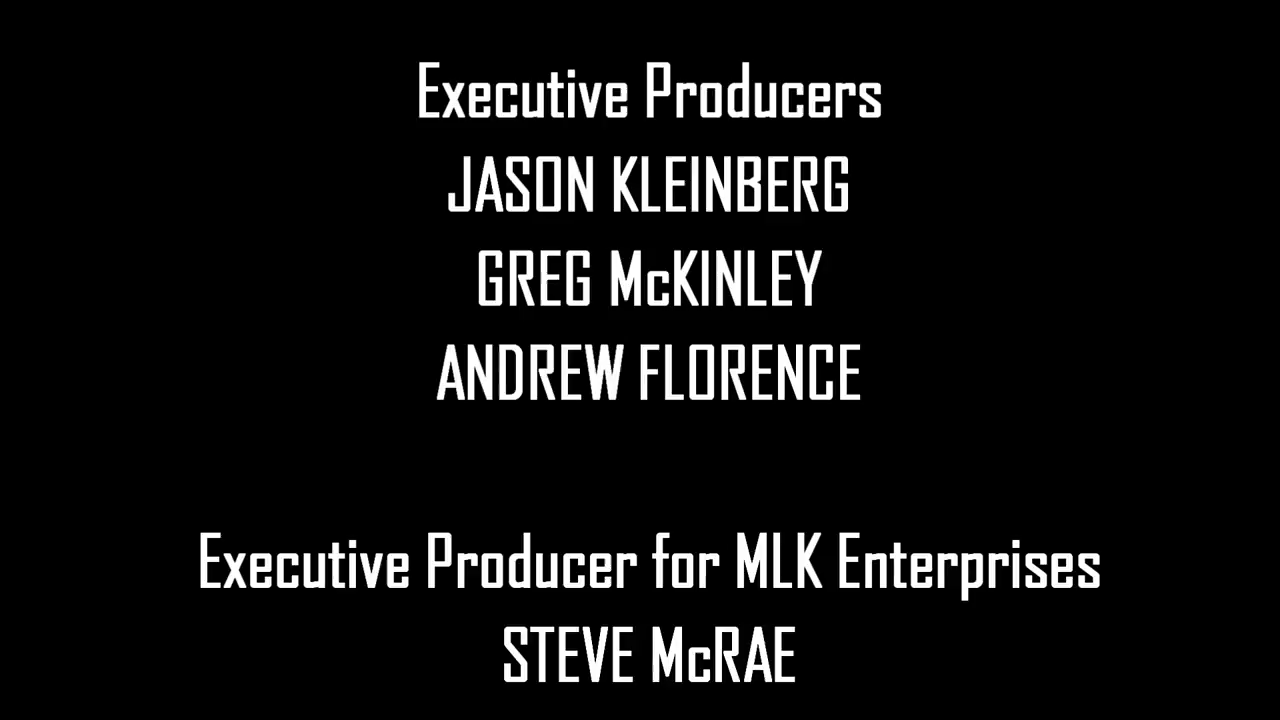 Executive Producers
JASON KLEINBERG
GREG McKINLEY
ANDREW FLORENCE
Executive Producer for MLK Enterprises
STEVE McRAE